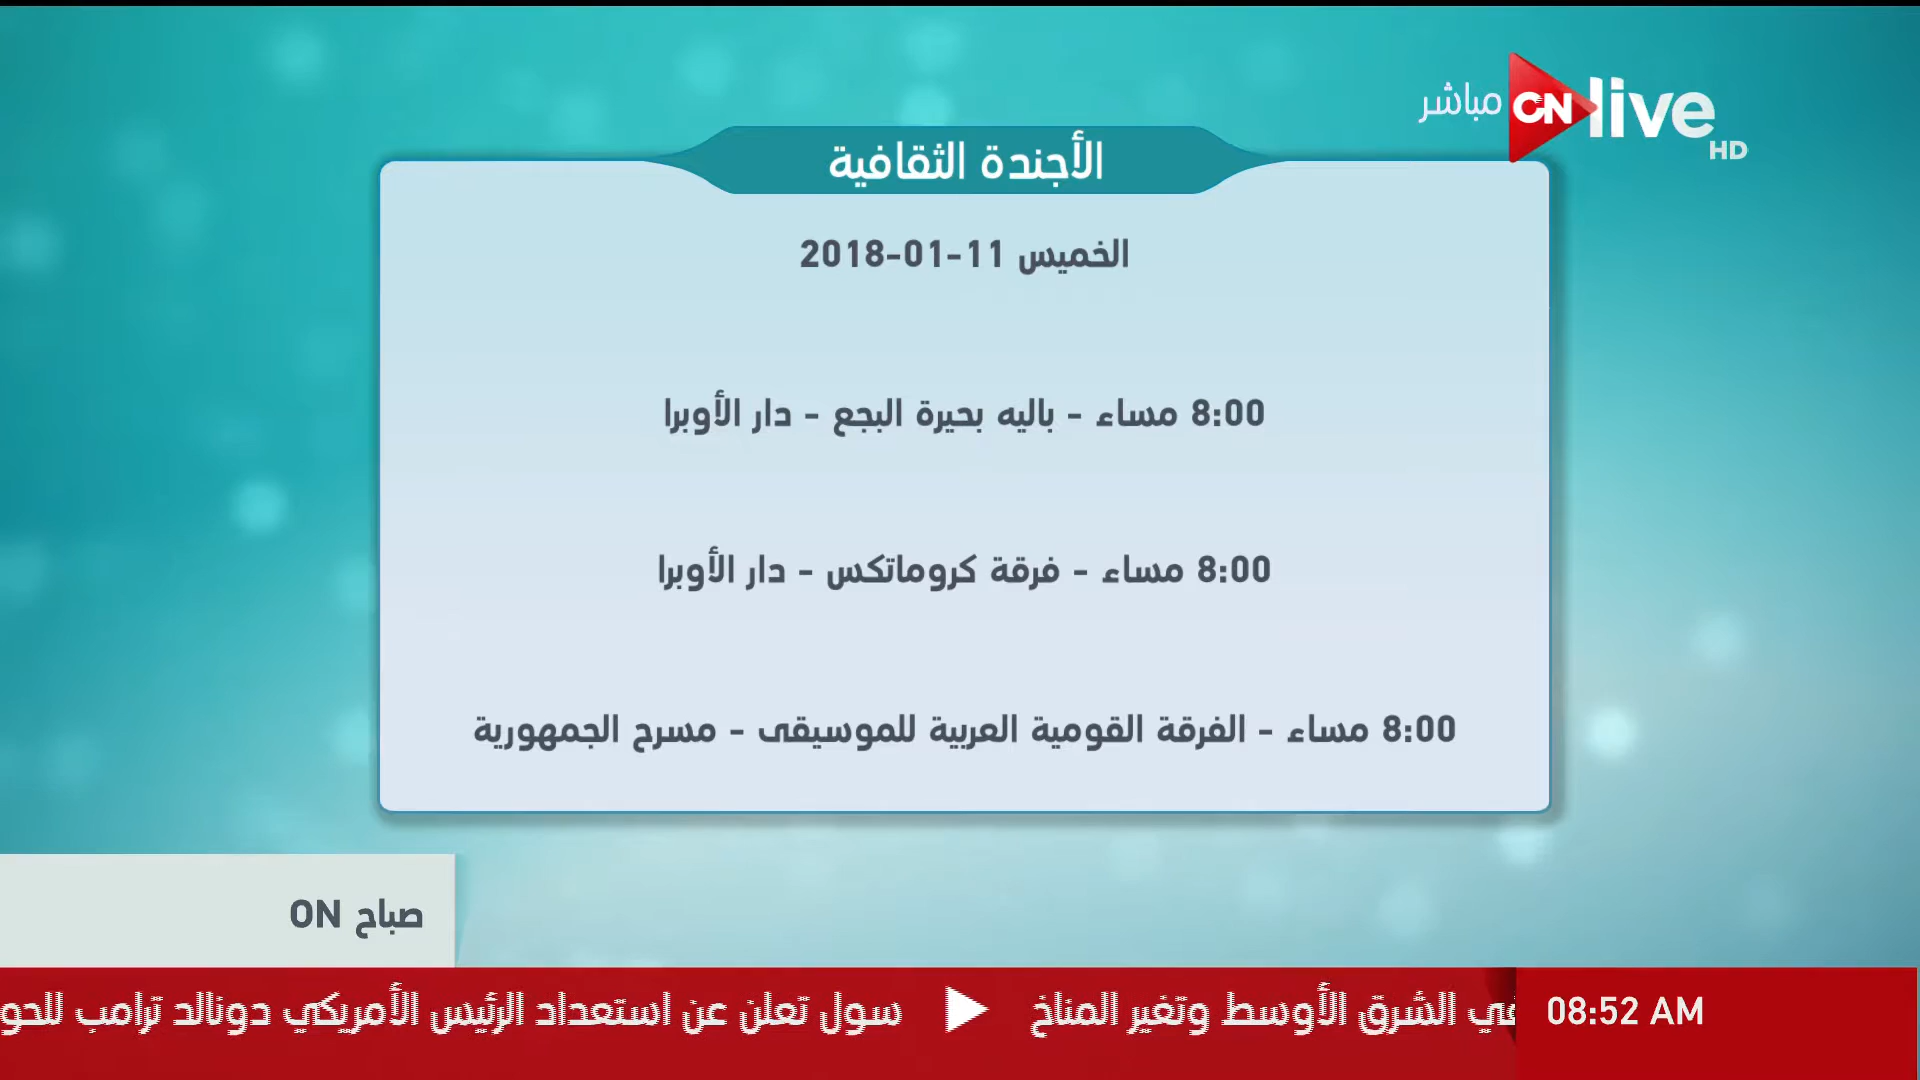 مباشر ON live
HD
الأجندة الثقافية
الخميس 11-01-2018
8:00 مساء - باليه بحيرة البجع - دار الأوبرا
8:00 مساء - فرقة كروماتكس - دار الأوبرا
8:00 مساء - الفرقة القومية العربية للموسيقى - مسرح الجمهورية
صباح ON
08:52 AM
في الشرق الأوسط وتغير المناخ ◀ سول تعلن عن استعداد الرئيس الأمريكي دونالد ترامب